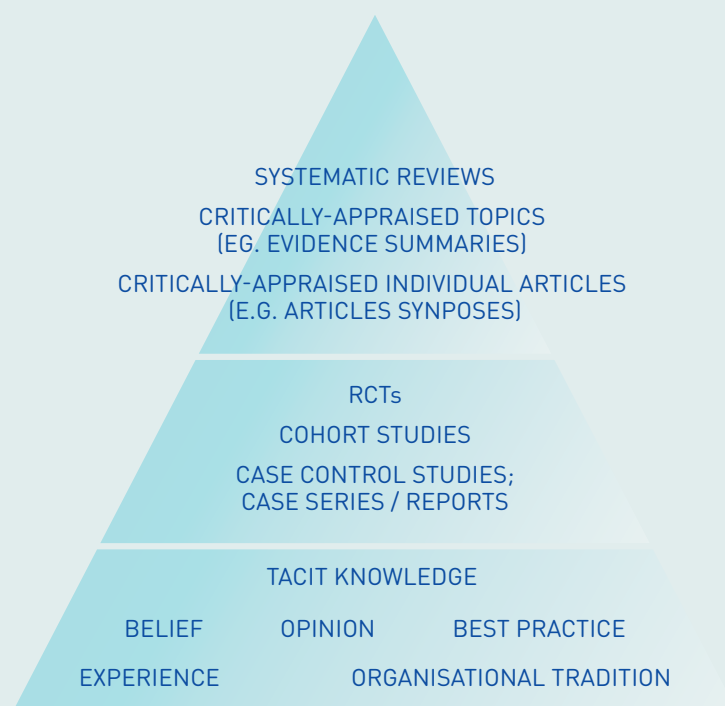 SYSTEMATIC REVIEWS
CRITICALLY-APPRAISED TOPICS
(EG. EVIDENCE SUMMARIES)
CRITICALLY-APPRAISED INDIVIDUAL ARTICLES
(E.G. ARTICLES SYNPOSES)
RCTs
COHORT STUDIES
CASE CONTROL STUDIES;
CASE SERIES / REPORTS
TACIT KNOWLEDGE
BELIEF OPINION BEST PRACTICE
EXPERIENCE ORGANISATIONAL TRADITION